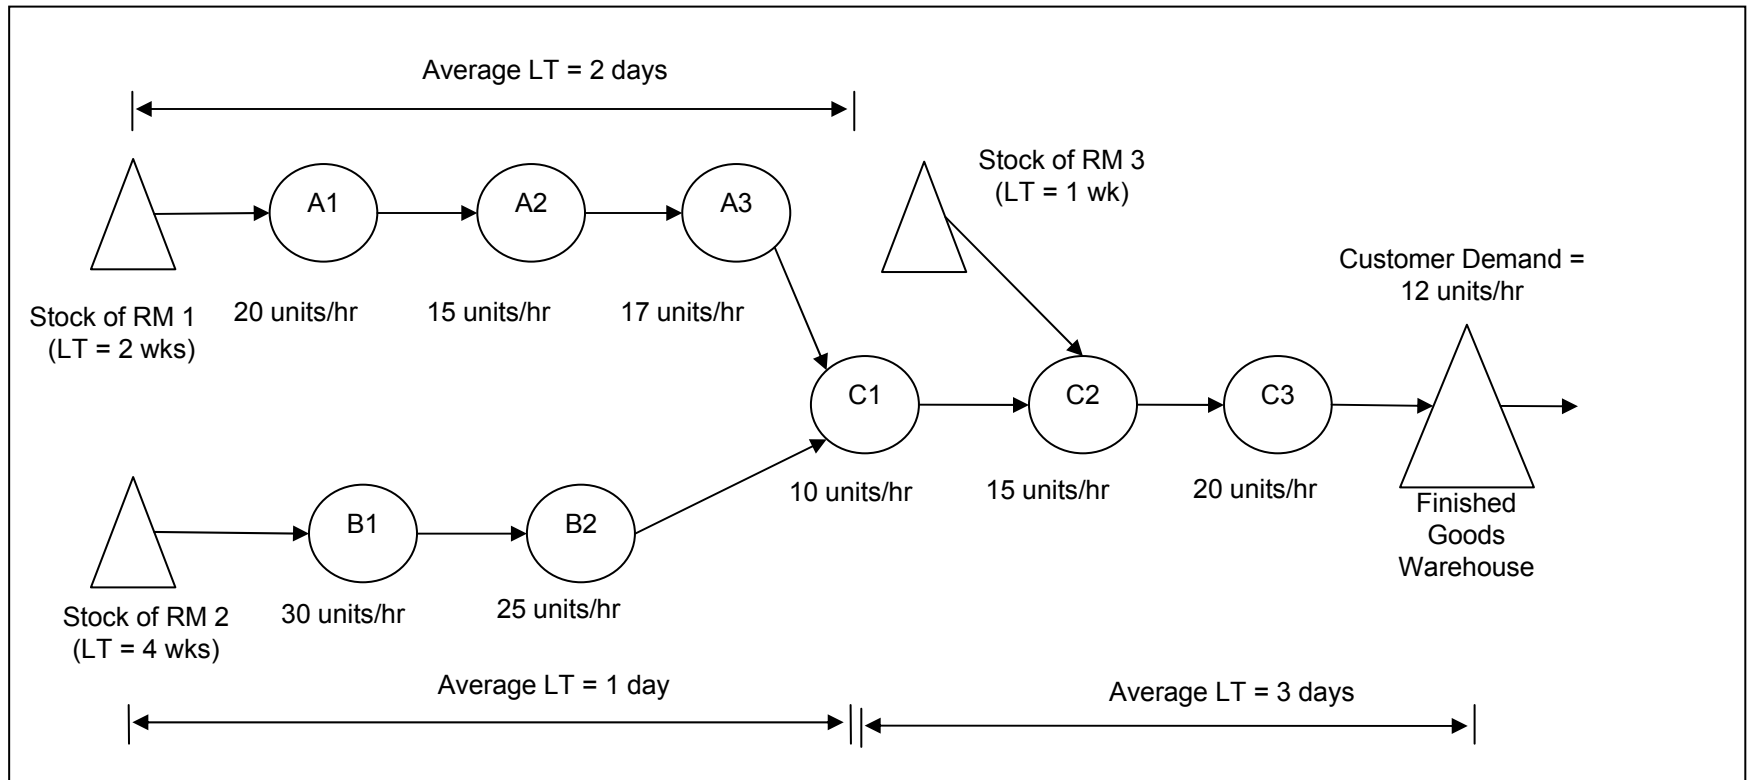 Average LT = 2 days
Stock of RM 3
(LT = 1 wk)
A1
A2
A3
Customer Demand =
12 units/hr
Stock of RM 1
(LT = 2 wks)
20 units/hr
15 units/hr
17 units/hr
C1
C2
C3
10 units/hr
15 units/hr
20 units/hr
Finished
Goods
Warehouse
B1
B2
Stock of RM 2
(LT = 4 wks)
30 units/hr
25 units/hr
Average LT = 1 day
Average LT = 3 days